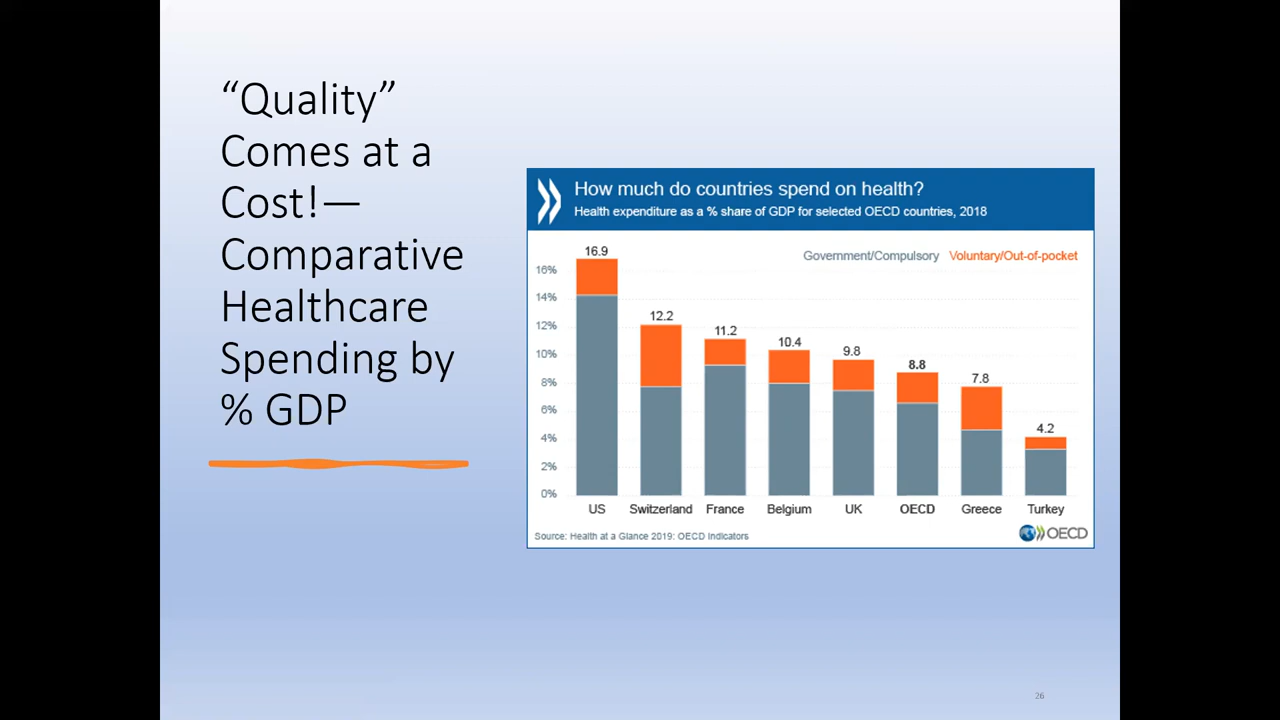 “Quality”
Comes at a
Cost!—
Comparative
Healthcare
Spending by
% GDP
How much do countries spend on health?
Health expenditure as a % share of GDP for selected OECD countries, 2018
Government/Compulsory Voluntary/Out-of-pocket
16%
14%
12%
10%
8%
6%
4%
2%
0%
16.9
12.2
11.2
10.4
9.8
8.8
7.8
4.2
US Switzerland France Belgium UK OECD Greece Turkey
Source: Health at a Glance 2019: OECD Indicators
OECD
26